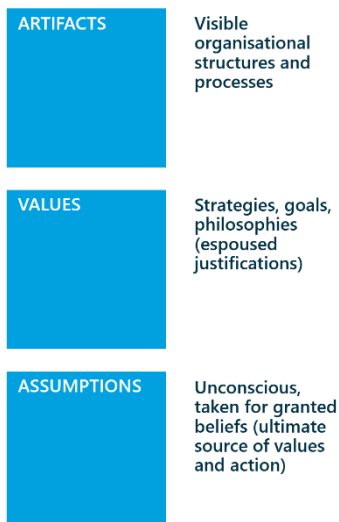 ARTIFACTS
Visible
organisational
structures and
processes
VALUES
Strategies, goals,
philosophies
(espoused
justifications)
ASSUMPTIONS
Unconscious,
taken for granted
beliefs (ultimate
source of values
and action)